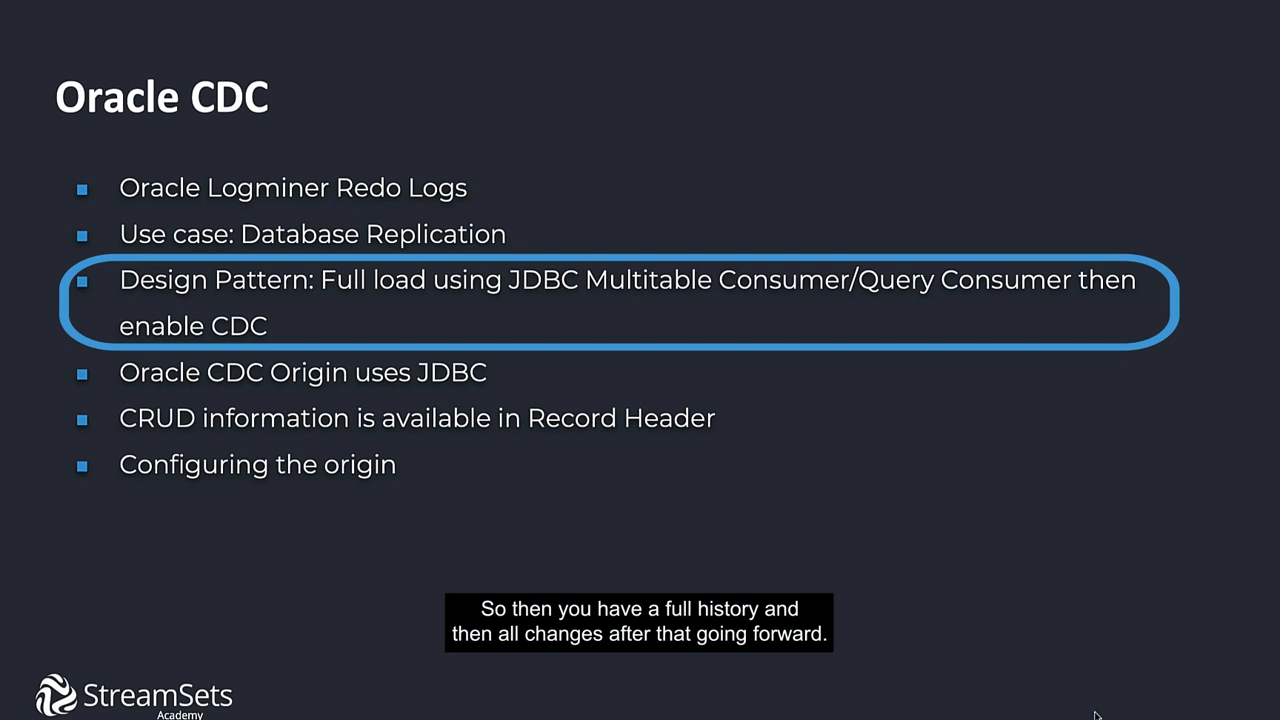 Oracle CDC
Oracle Logminer Redo Logs
Use case: Database Replication
Design Pattern: Full load using JDBC Multitable Consumer/Query Consumer then
enable CDC
Oracle CDC Origin uses JDBC
CRUD information is available in Record Header
Configuring the origin
So then you have a full history and
then all changes after that going forward.
StreamSets
Academy